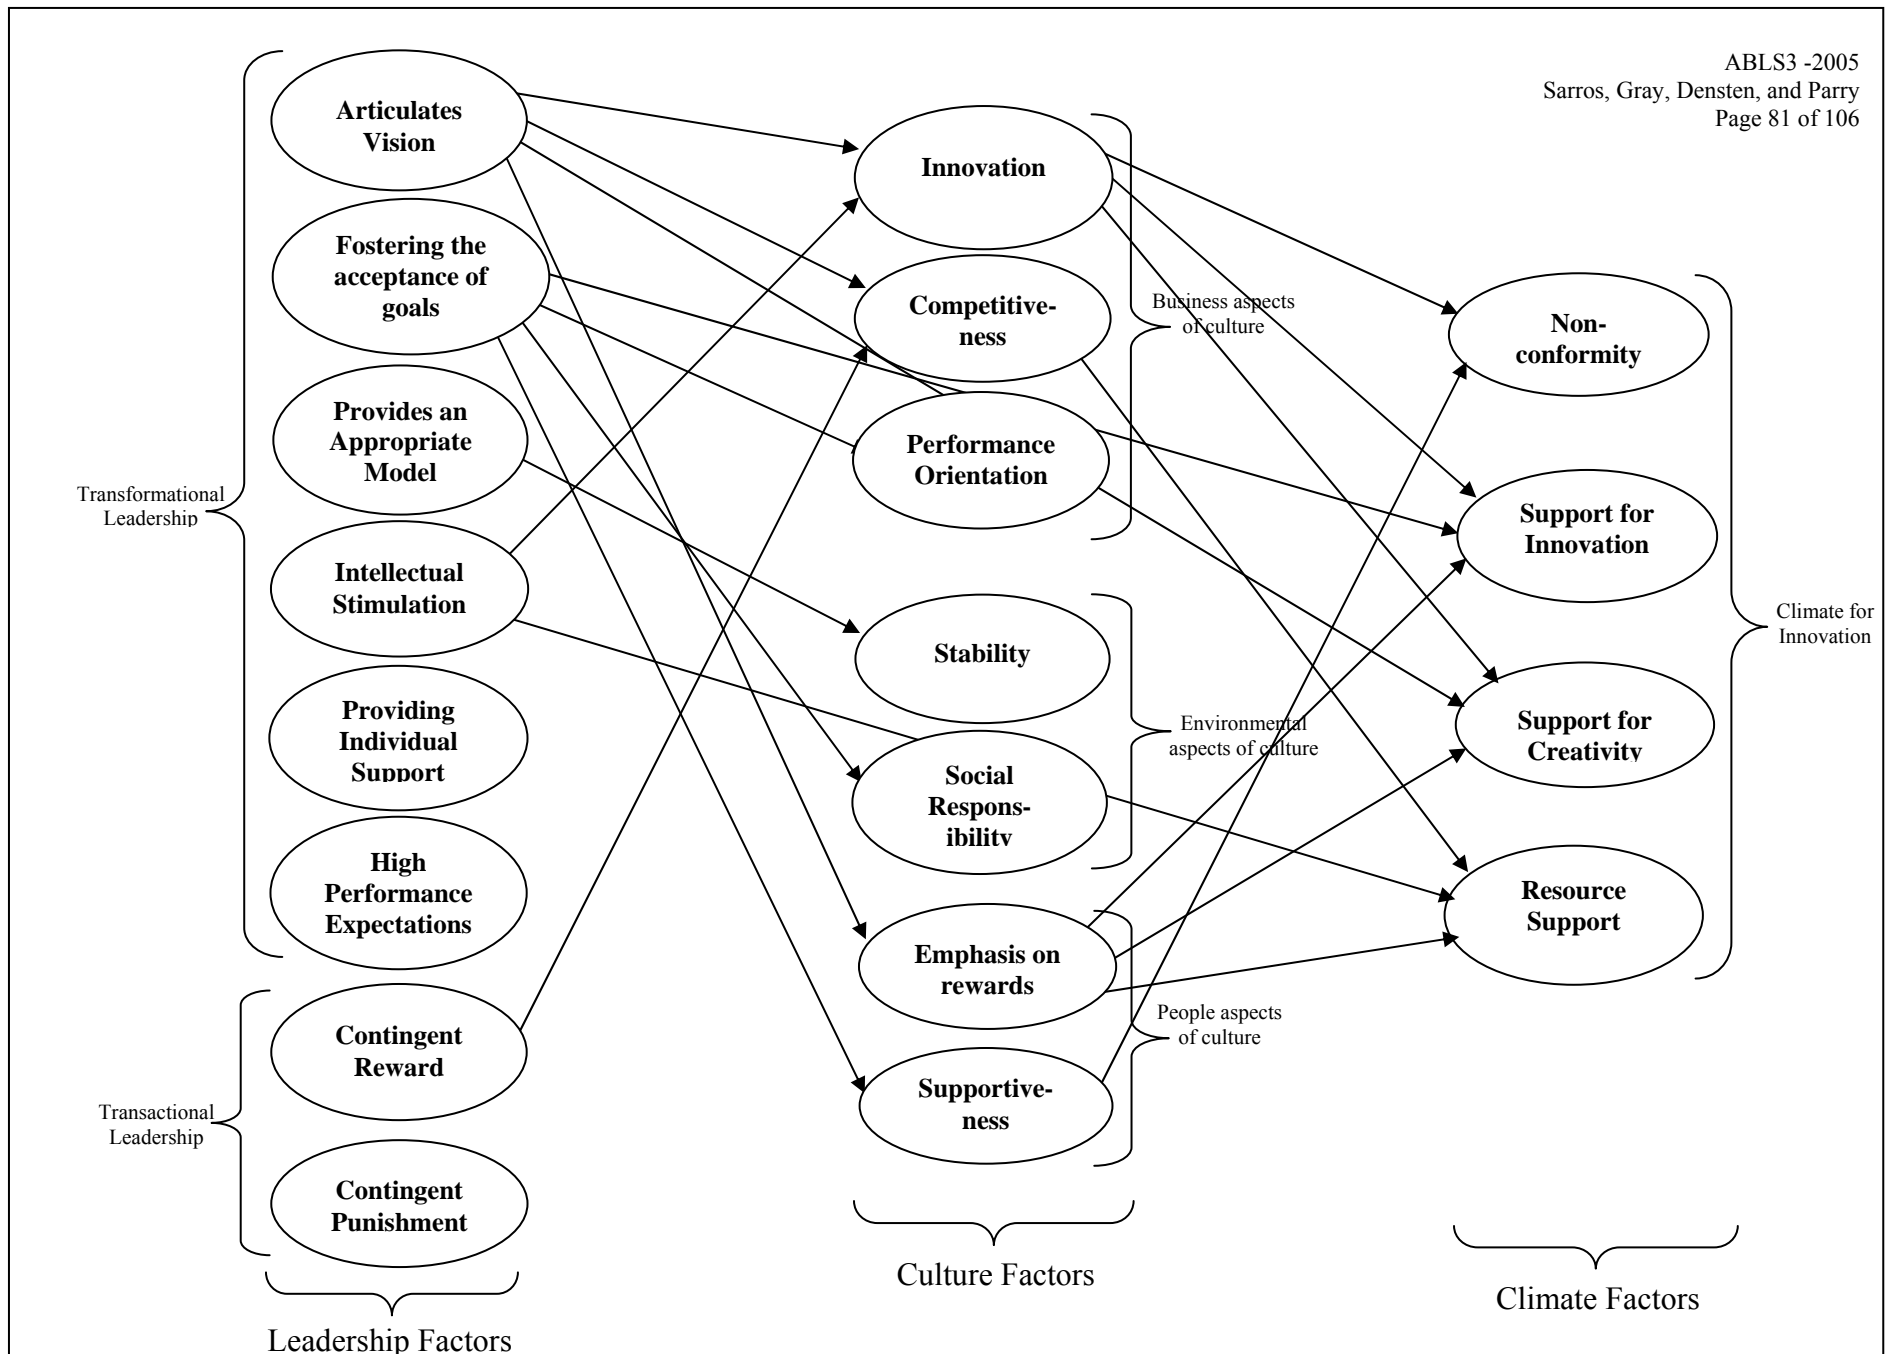 ABLS3 -2005
Sarros, Gray, Densten, and Parry
Page 81 of 106
Transformational
Leadership
Articulates
Vision
Fostering the
acceptance of
goals
Provides an
Appropriate
Model
Intellectual
Stimulation
Providing
Individual
Support
High
Performance
Expectations
Transactional
Leadership
Contingent
Reward
Contingent
Punishment
Leadership Factors
Innovation
Competitive-
ness
Performance
Orientation
Business aspects
of culture
Stability
Social
Respons-
ibility
Environmental
aspects of culture
Emphasis on
rewards
Supportive-
ness
People aspects
of culture
Culture Factors
Non-
conformity
Support for
Innovation
Support for
Creativity
Resource
Support
Climate for
Innovation
Climate Factors